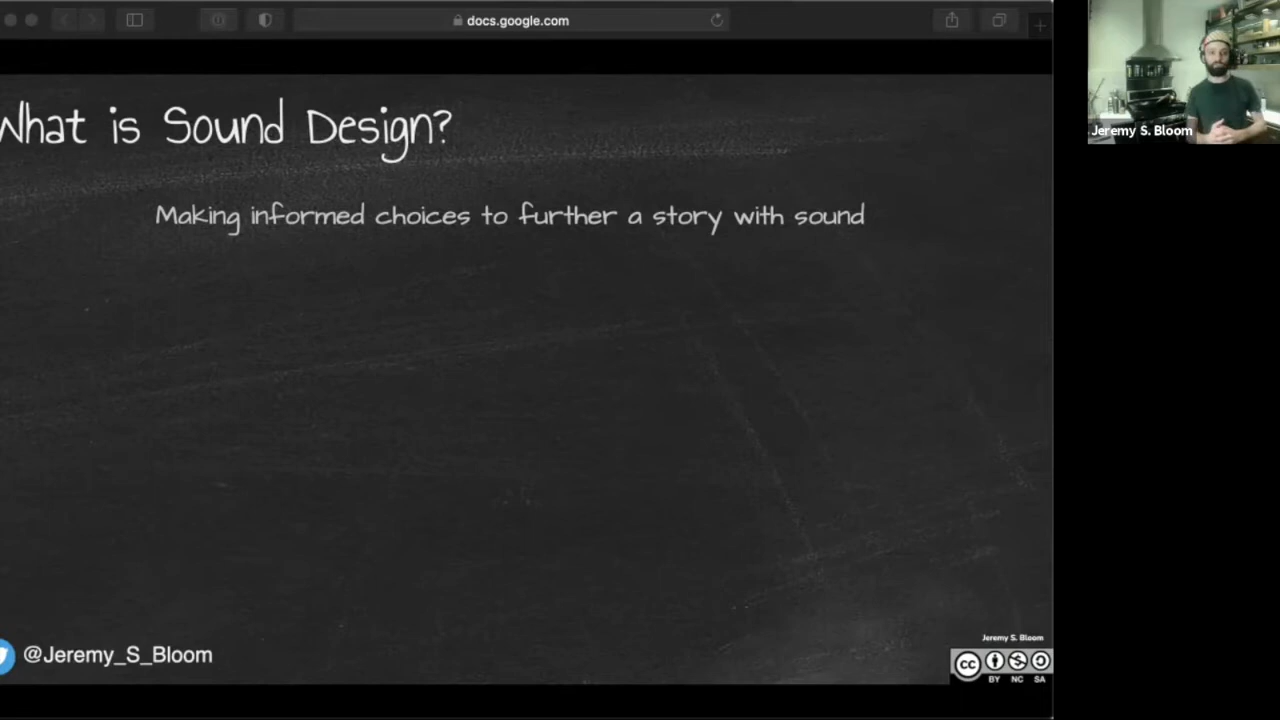 docs.google.com
What is Sound Design?
Making informed choices to further a story with sound
Jeremy S. Bloom
@Jeremy_S_Bloom
Jeremy S. Bloom
cc
BY NC SA